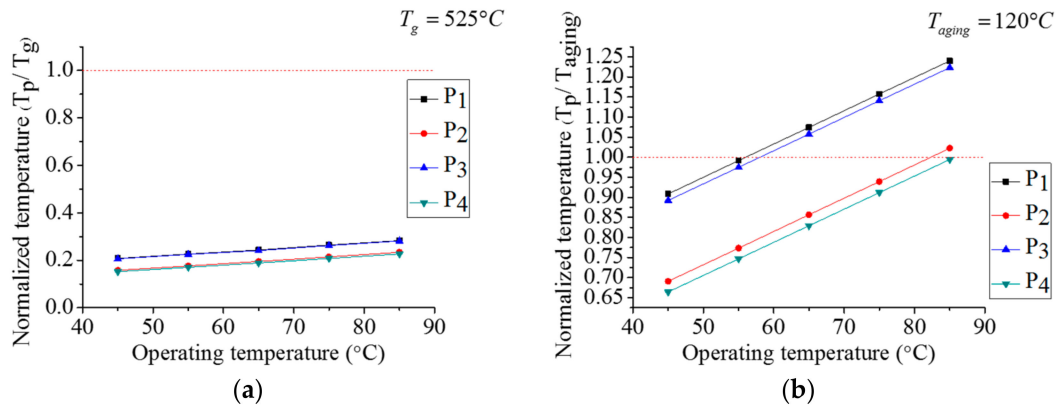 T_g = 525°C
Normalized temperature (T_p/ T_g)
1.0
0.8
0.6
0.4
0.2
0.0
40 50 60 70 80 90
Operating temperature (°C)
P1
P2
P3
P4
(a)
T_aging = 120°C
Normalized temperature (T_p/ T_aging)
1.25
1.20
1.15
1.10
1.05
1.00
0.95
0.90
0.85
0.80
0.75
0.70
0.65
40 50 60 70 80 90
Operating temperature (°C)
P1
P2
P3
P4
(b)